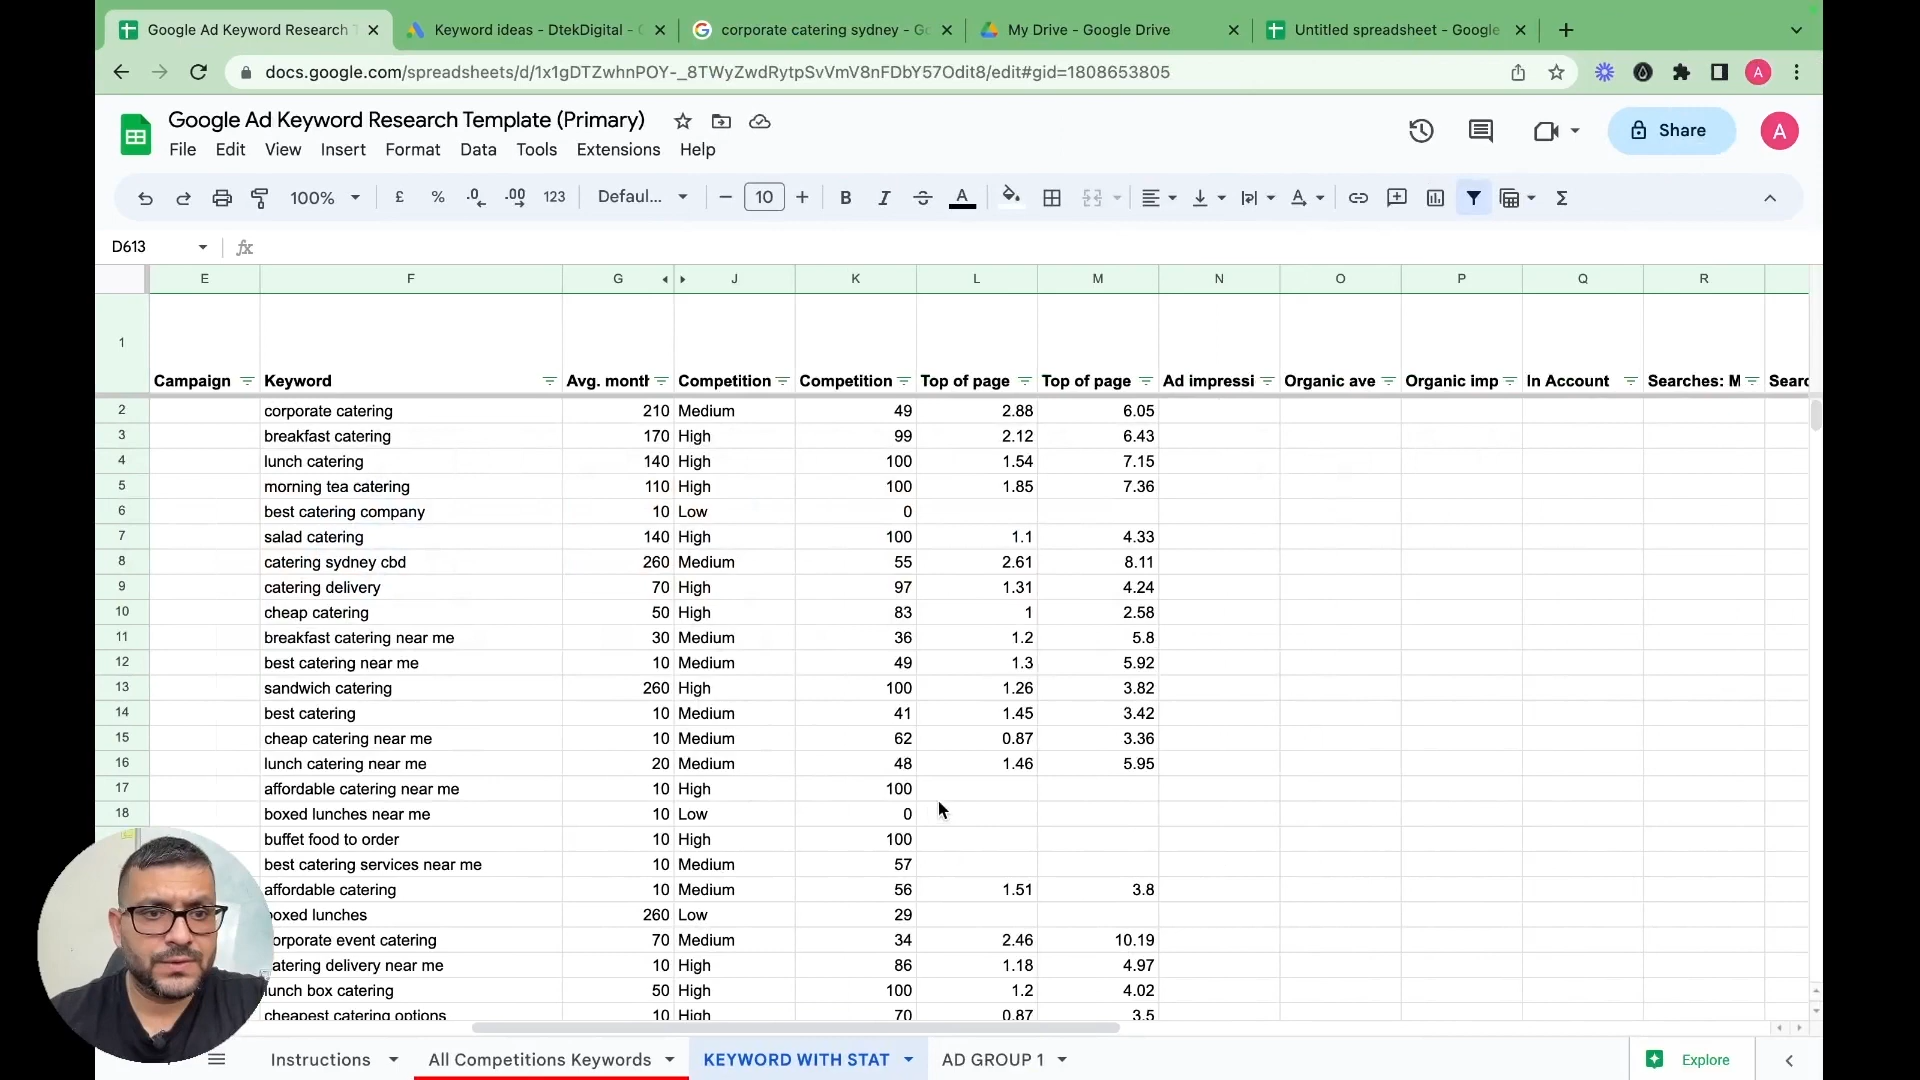 Google Ad Keyword Research T
Keyword ideas - DtekDigital - G
corporate catering sydney - Go
My Drive - Google Drive
Untitled spreadsheet - Google
docs.google.com/spreadsheets/d/1x1gDTZwhnPOY-_8TWyZwdRytpSvVmV8nFDbY57Odit8/edit#gid=1808653805
A
Google Ad Keyword Research Template (Primary)
File Edit View Insert Format Data Tools Extensions Help
Share
A
100% £ % .0 .00 123 Defaul... 10 B I A
D613 fx
E F G J K L M N O P Q R
1 Campaign Keyword Avg. month Competition Competition Top of page Top of page Ad impressi Organic ave Organic imp In Account Searches: M Searc
2 corporate catering 210 Medium 49 2.88 6.05
3 breakfast catering 170 High 99 2.12 6.43
4 lunch catering 140 High 100 1.54 7.15
5 morning tea catering 110 High 100 1.85 7.36
6 best catering company 10 Low 0
7 salad catering 140 High 100 1.1 4.33
8 catering sydney cbd 260 Medium 55 2.61 8.11
9 catering delivery 70 High 97 1.31 4.24
10 cheap catering 50 High 83 1 2.58
11 breakfast catering near me 30 Medium 36 1.2 5.8
12 best catering near me 10 Medium 49 1.3 5.92
13 sandwich catering 260 High 100 1.26 3.82
14 best catering 10 Medium 41 1.45 3.42
15 cheap catering near me 10 Medium 62 0.87 3.36
16 lunch catering near me 20 Medium 48 1.46 5.95
17 affordable catering near me 10 High 100
18 boxed lunches near me 10 Low 0
buffet food to order 10 High 100
best catering services near me 10 Medium 57
affordable catering 10 Medium 56 1.51 3.8
boxed lunches 260 Low 29
corporate event catering 70 Medium 34 2.46 10.19
catering delivery near me 10 High 86 1.18 4.97
lunch box catering 50 High 100 1.2 4.02
cheapest catering options 10 High 70 0.87 3.5
Instructions All Competitions Keywords KEYWORD WITH STAT AD GROUP 1 Explore